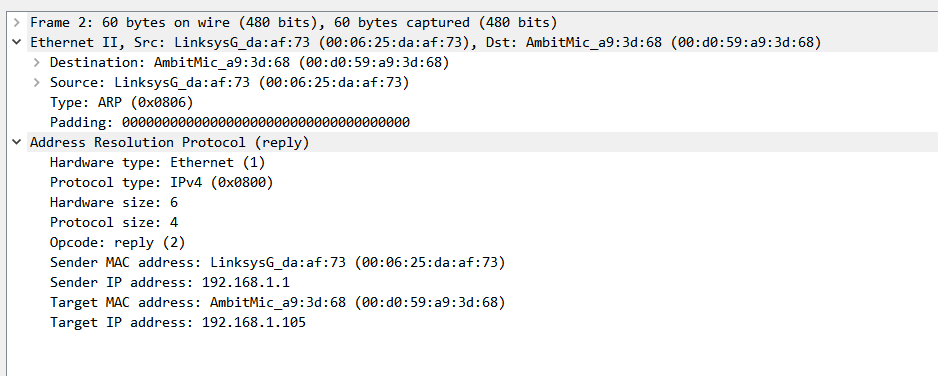 Frame 2: 60 bytes on wire (480 bits), 60 bytes captured (480 bits)
Ethernet II, Src: LinksysG_da:af:73 (00:06:25:da:af:73), Dst: AmbitMic_a9:3d:68 (00:d0:59:a9:3d:68)
Destination: AmbitMic_a9:3d:68 (00:d0:59:a9:3d:68)
Source: LinksysG_da:af:73 (00:06:25:da:af:73)
Type: ARP (0x0806)
Padding: 000000000000000000000000000000000000
Address Resolution Protocol (reply)
Hardware type: Ethernet (1)
Protocol type: IPv4 (0x0800)
Hardware size: 6
Protocol size: 4
Opcode: reply (2)
Sender MAC address: LinksysG_da:af:73 (00:06:25:da:af:73)
Sender IP address: 192.168.1.1
Target MAC address: AmbitMic_a9:3d:68 (00:d0:59:a9:3d:68)
Target IP address: 192.168.1.105